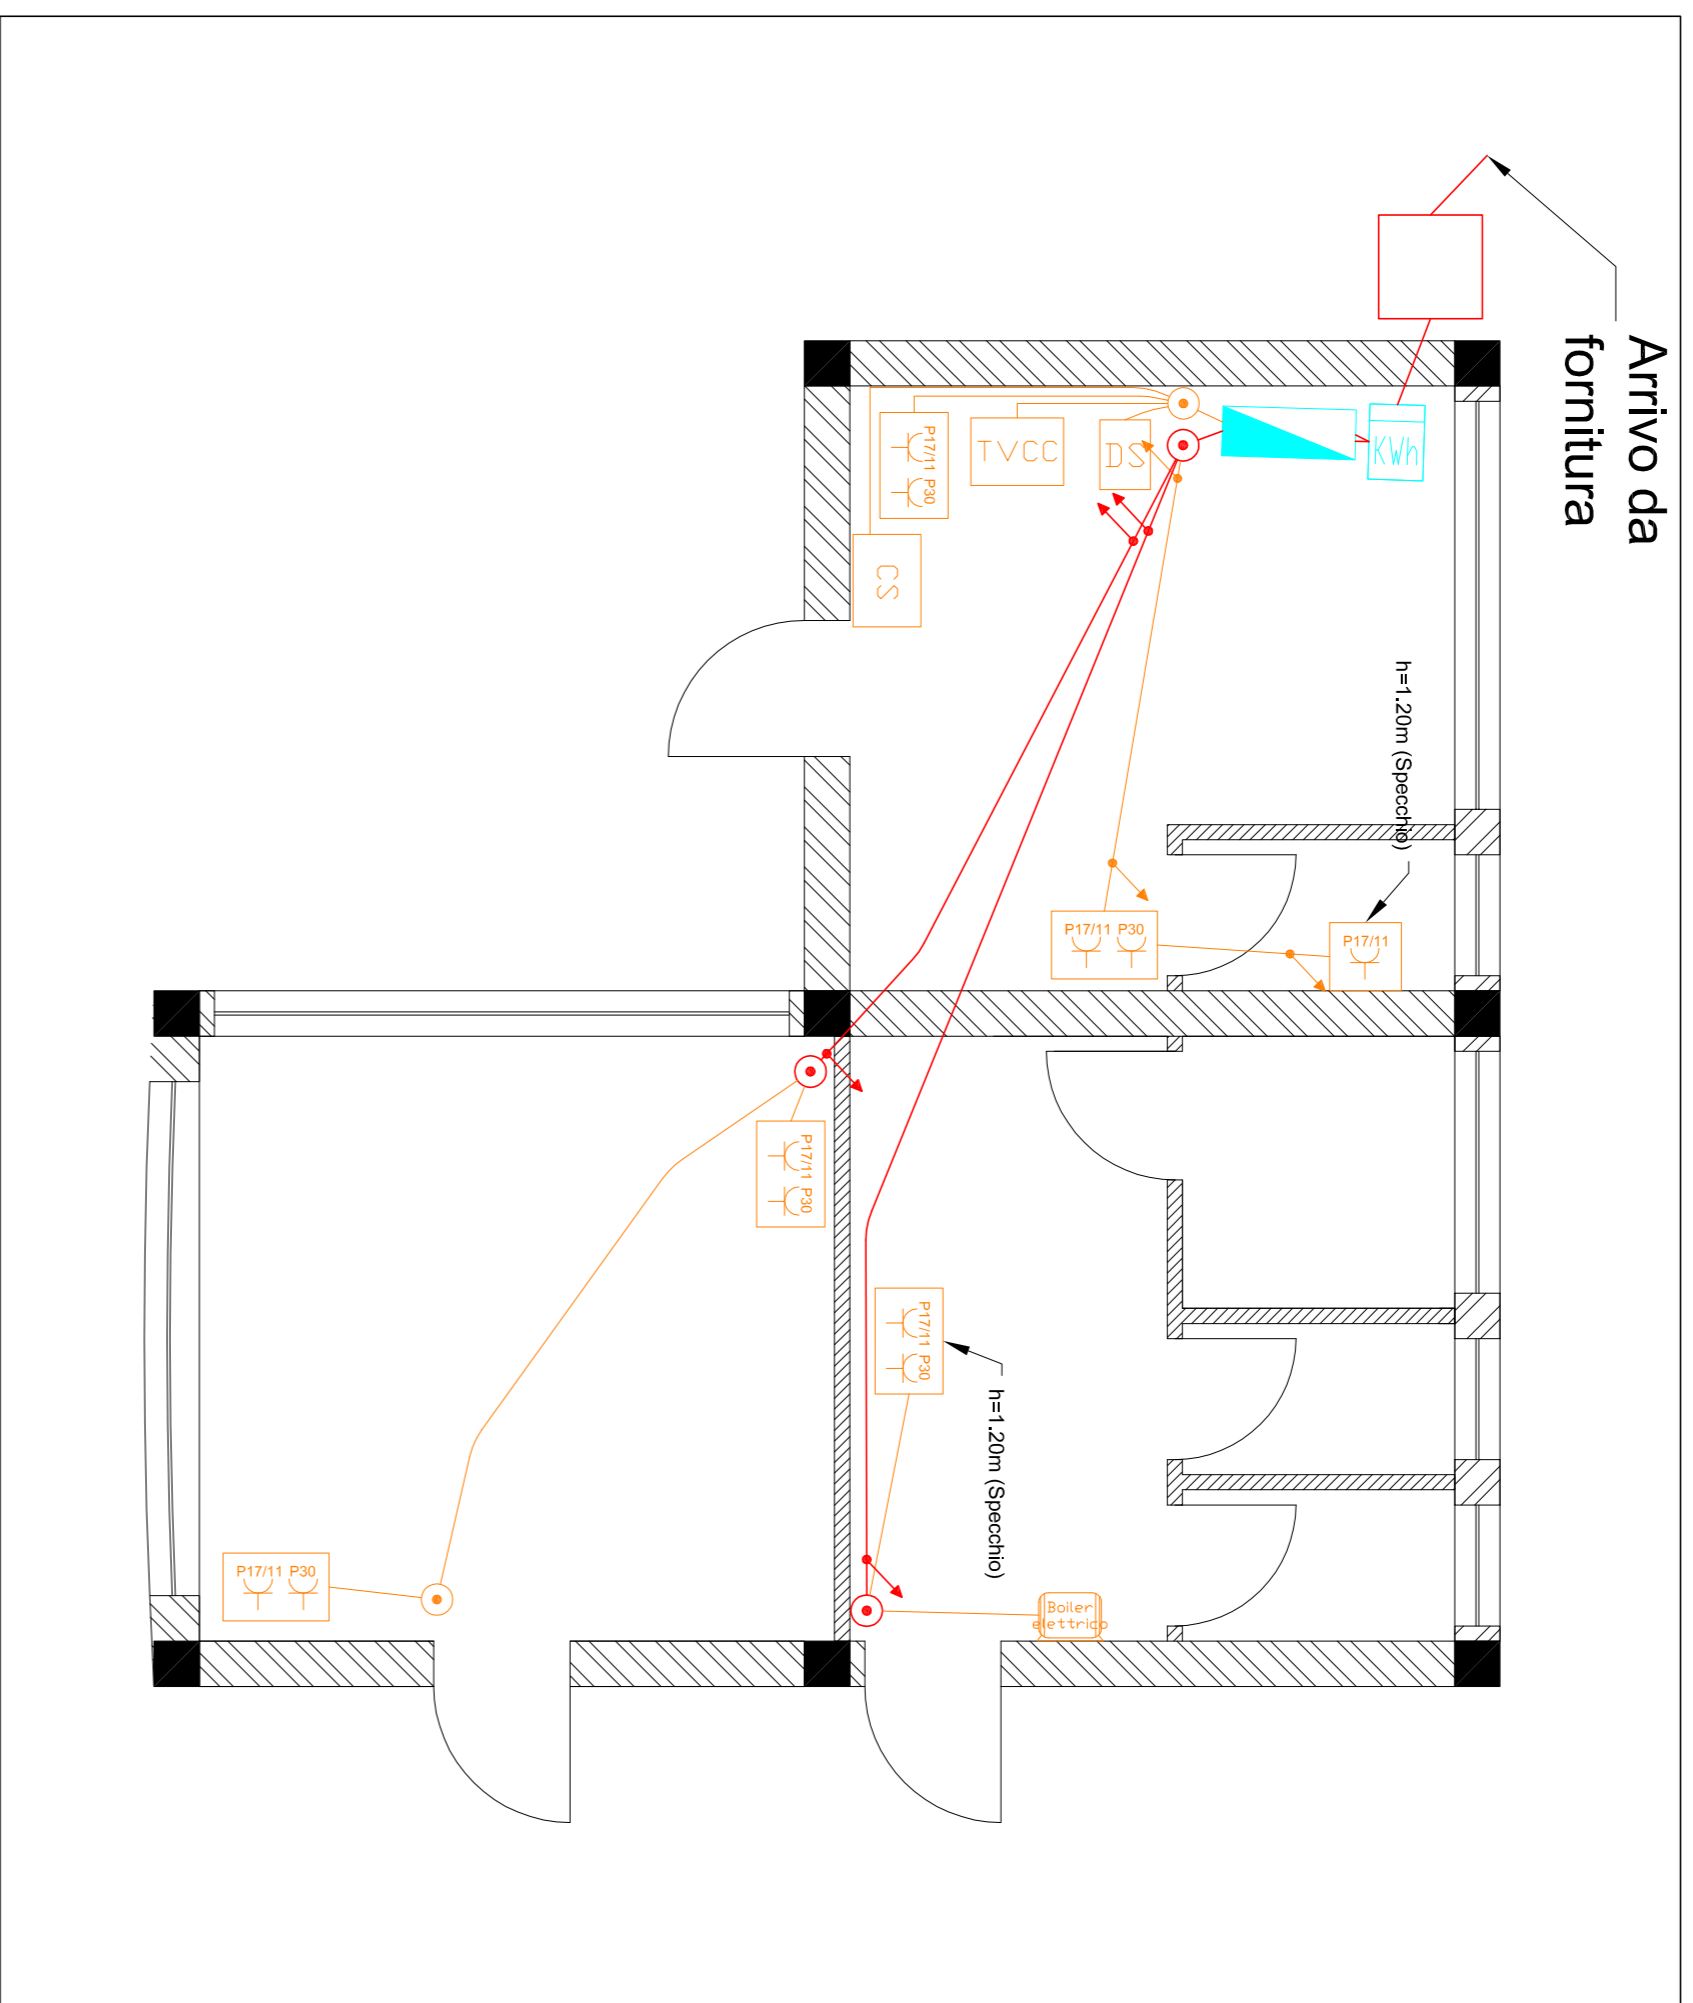 Arrivo da
fornitura
KWh
DS
TVCC
P17/11 P30
CS
h=1.20m (Specchio)
P17/11
P17/11 P30
P17/11 P30
P17/11 P30
h=1.20m (Specchio)
Boiler
elettrico
P17/11 P30